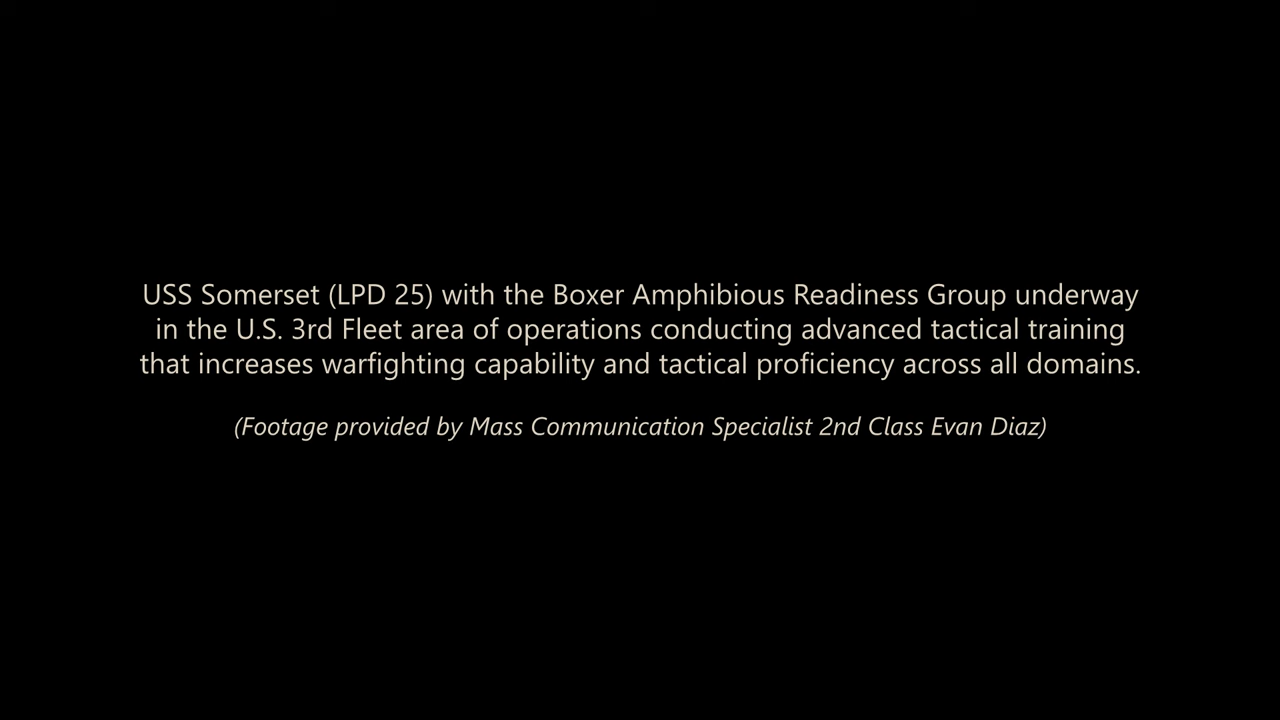 USS Somerset (LPD 25) with the Boxer Amphibious Readiness Group underway
in the U.S. 3rd Fleet area of operations conducting advanced tactical training
that increases warfighting capability and tactical proficiency across all domains.
(Footage provided by Mass Communication Specialist 2nd Class Evan Diaz)